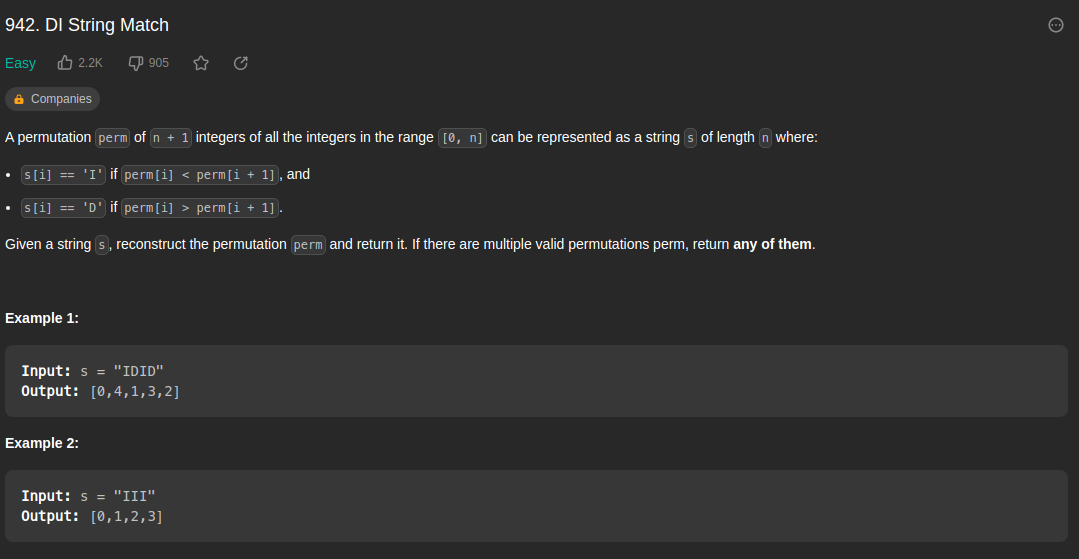 942. DI String Match
Easy 2.2K 905
Companies
A permutation perm of n + 1 integers of all the integers in the range [0, n] can be represented as a string s of length n where:
• s[i] == 'I' if perm[i] < perm[i + 1], and
• s[i] == 'D' if perm[i] > perm[i + 1].
Given a string s, reconstruct the permutation perm and return it. If there are multiple valid permutations perm, return any of them.
Example 1:
Input: s = "IDID"
Output: [0,4,1,3,2]
Example 2:
Input: s = "III"
Output: [0,1,2,3]